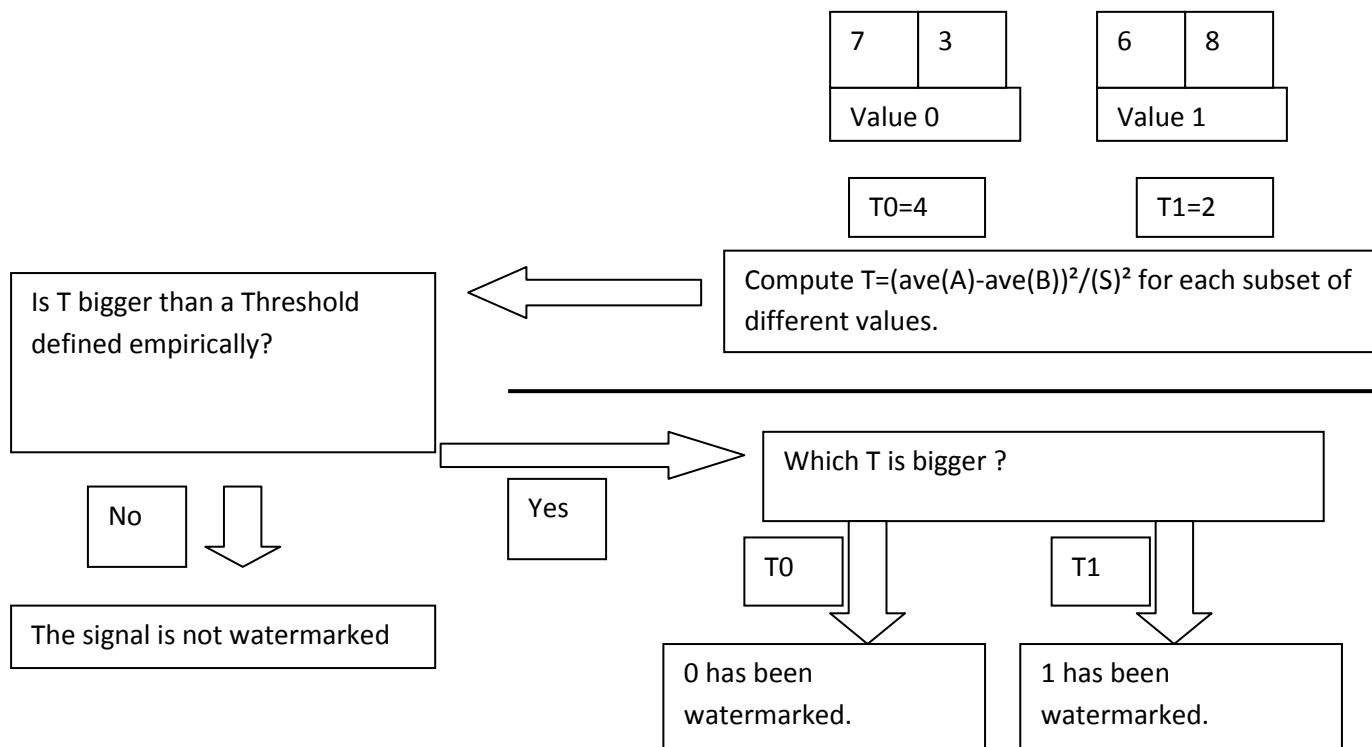 7 3
6 8
Value 0
Value 1
T0=4
T1=2
Compute T=(ave(A)-ave(B))²/(S)² for each subset of
different values.
Is T bigger than a Threshold
defined empirically?
Which T is bigger ?
No
Yes
T0
T1
The signal is not watermarked
0 has been
watermarked.
1 has been
watermarked.